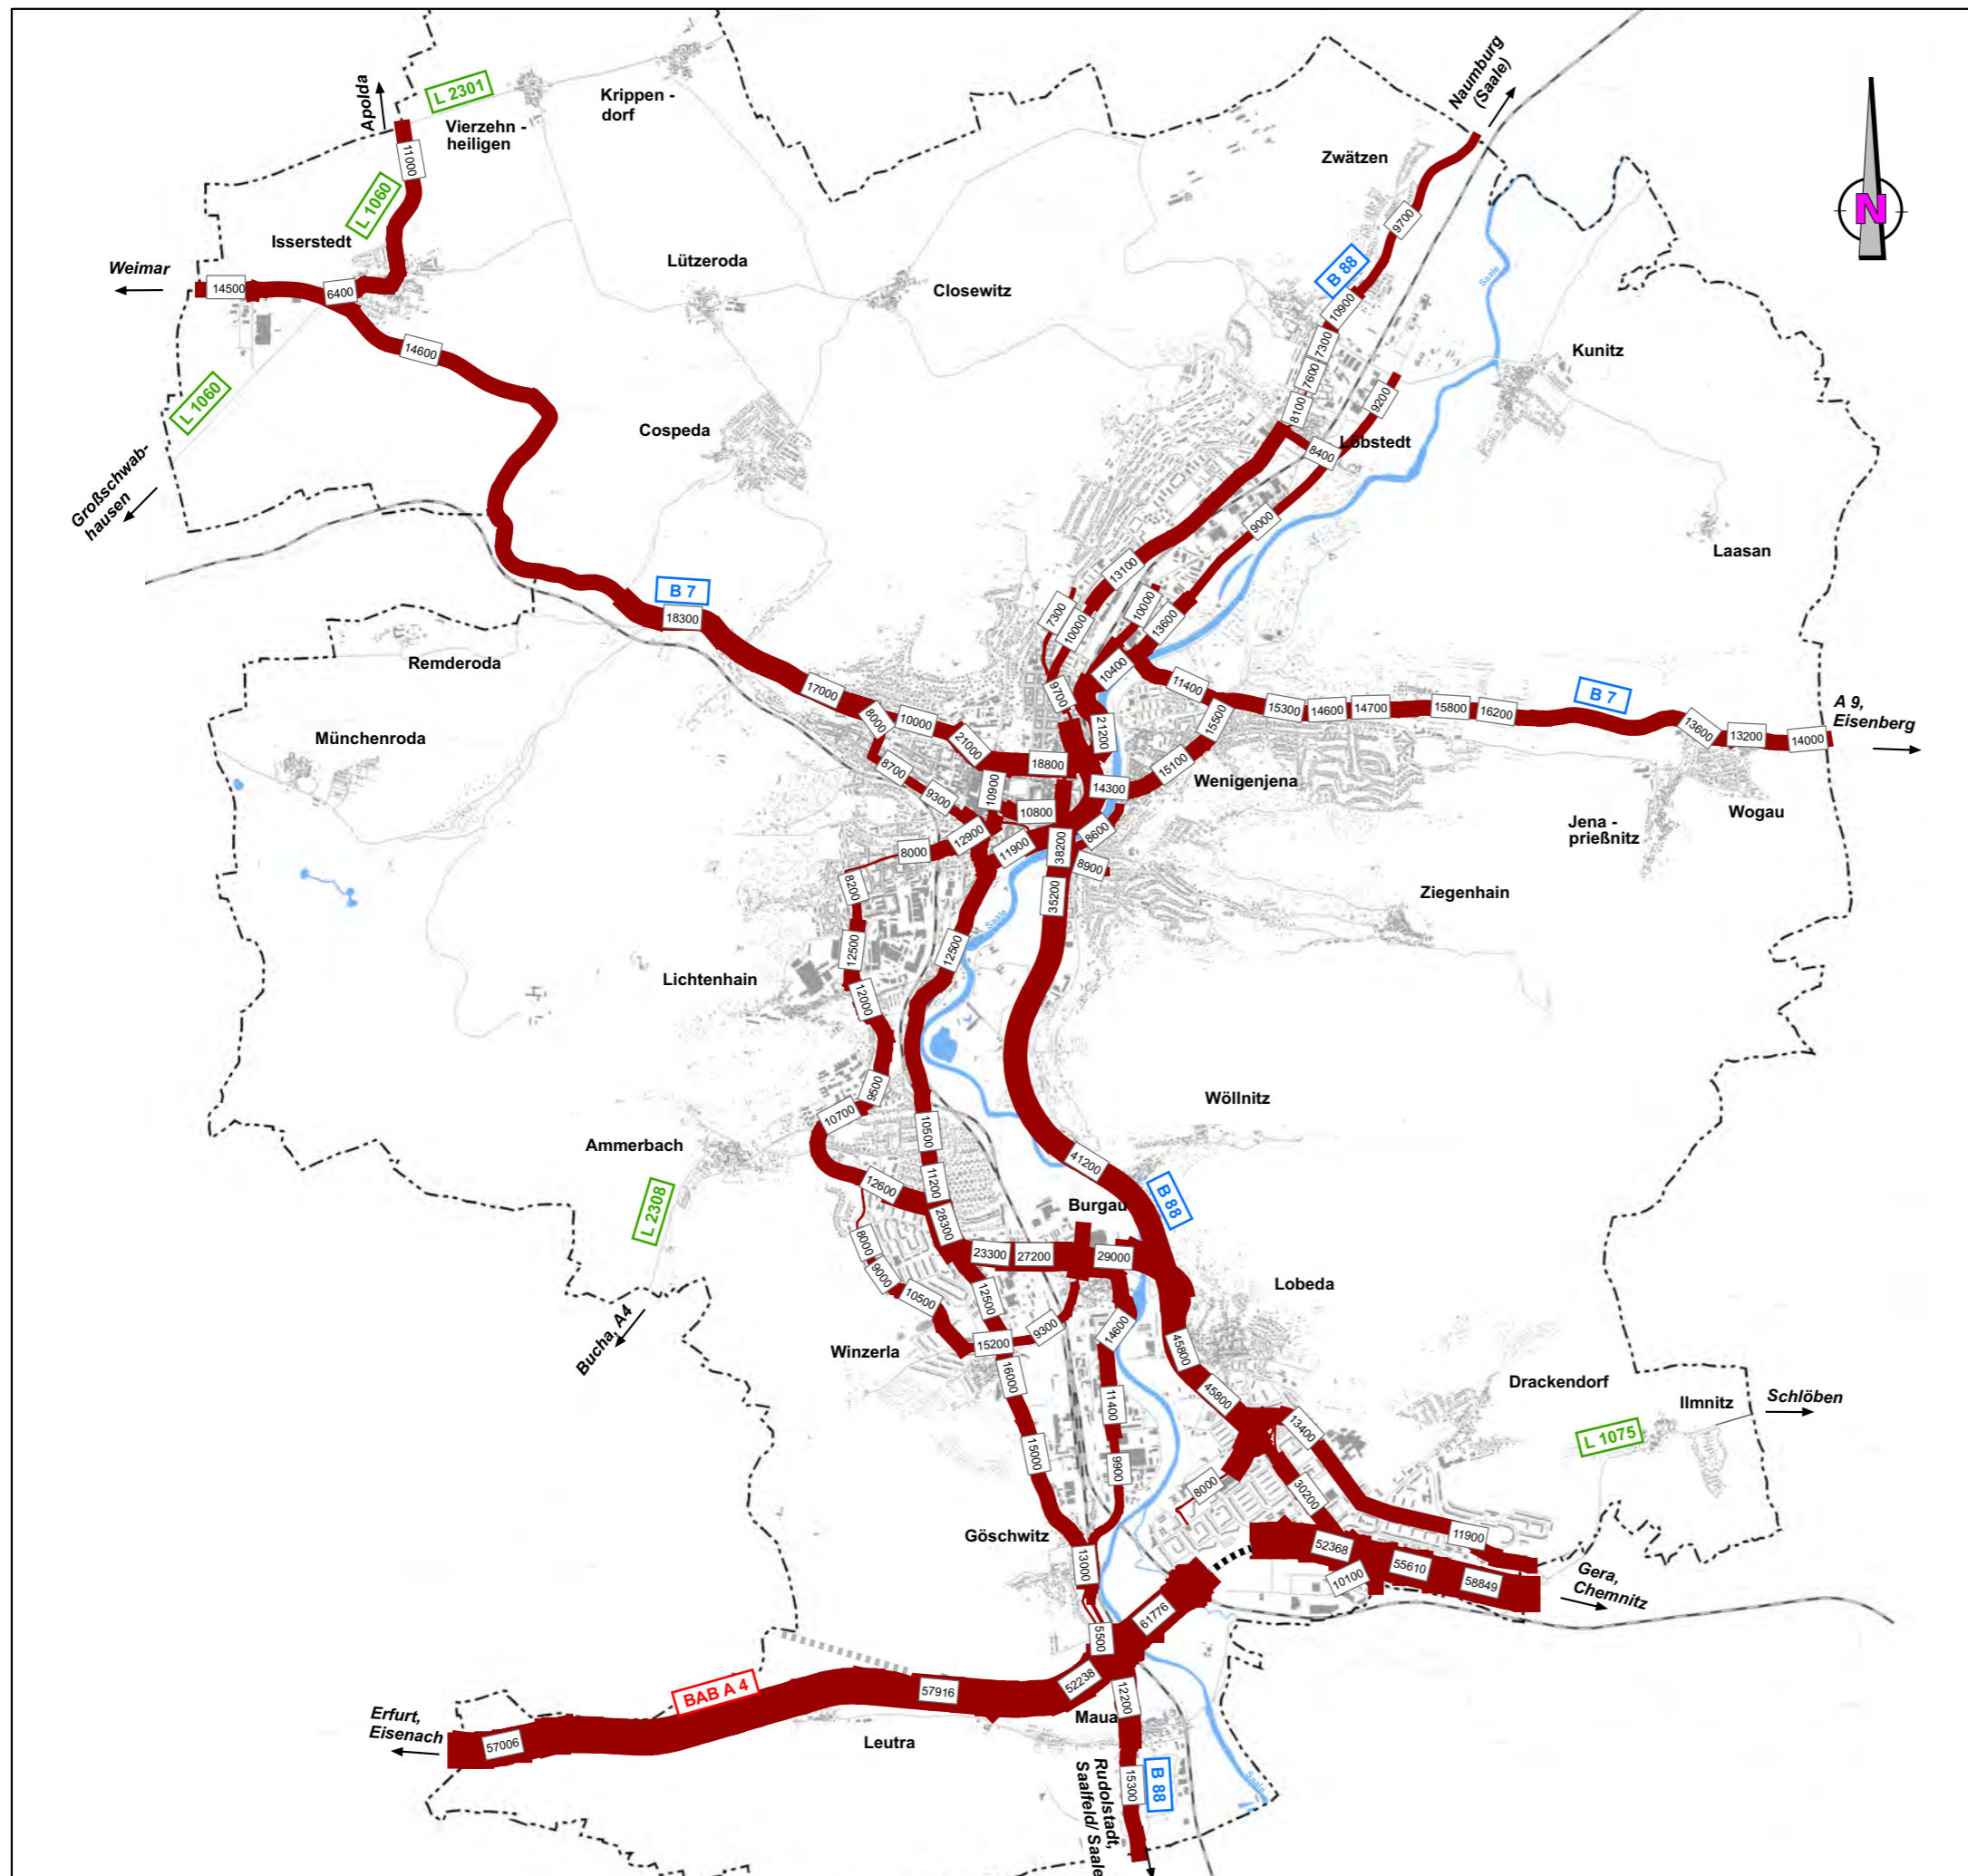 Apolda
L 2301
Krippen -
dorf
Vierzehn -
heiligen
11000
L 1060
Isserstedt
Weimar
14500
6400
14600
L 1060
Großschwab-
hausen
Lützeroda
Closewitz
Cospeda
Naumburg
(Saale)
N
Zwätzen
9700
B 88
10900
7300
7600
8100
8400
9200
Löbstedt
Saale
Kunitz
Laasan
9000
13100
7300
10000
10000
13600
10400
9700
21200
B 7
18300
Remderoda
Münchenroda
17000
8000
10000
21000
18800
8700
9300
10900
10800
12900
11900
8000
8200
12500
12000
11400
15500
15300
14600
14700
15800
16200
B 7
13600
13200
14000
A 9,
Eisenberg
15100
14300
Wenigenjena
Wogau
Jena -
prießnitz
8600
8900
38200
35200
Ziegenhain
Saale
12500
Lichtenhain
9500
10700
Ammerbach
L 2308
Bucha, A4
12600
10500
11200
28300
Wöllnitz
41200
B 88
Burgau
23300
27200
29000
8000
9000
10500
12500
15200
9300
14600
Winzerla
16000
15000
11400
9900
Lobeda
45800
45800
13400
Drackendorf
Ilmnitz
Schlöben
L 1075
8000
30200
11900
52368
55610
58849
10100
Gera,
Chemnitz
Göschwitz
13000
5500
61776
52238
57916
BAB A 4
57006
Erfurt,
Eisenach
Leutra
Maua
12200
15300
B 88
Rudolstadt,
Saalfeld/ Saale
Saale